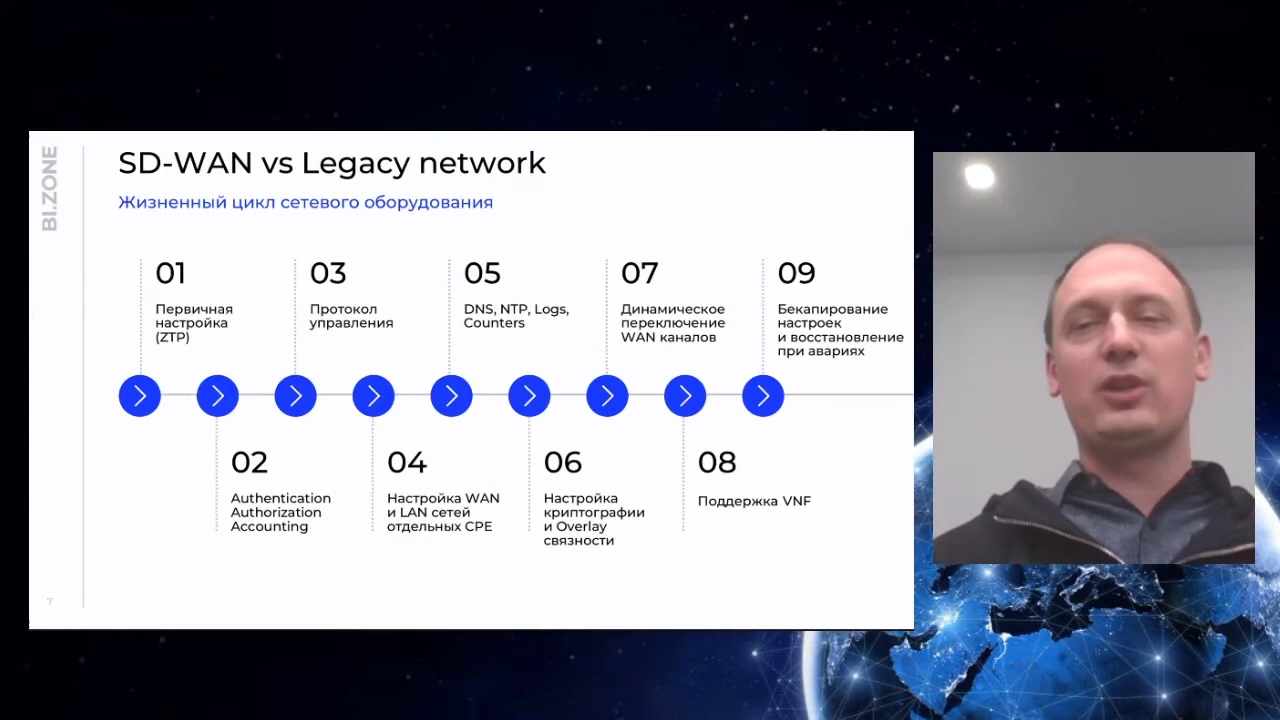 BI.ZONE
SD-WAN vs Legacy network
Жизненный цикл сетевого оборудования
01
Первичная
настройка
(ZTP)
03
Протокол
управления
05
DNS, NTP, Logs,
Counters
07
Динамическое
переключение
WAN каналов
09
Бекапирование
настроек
и восстановление
при авариях
02
Authentication
Authorization
Accounting
04
Настройка WAN
и LAN сетей
отдельных CPE
06
Настройка
криптографии
и Overlay
связности
08
Поддержка VNF
7